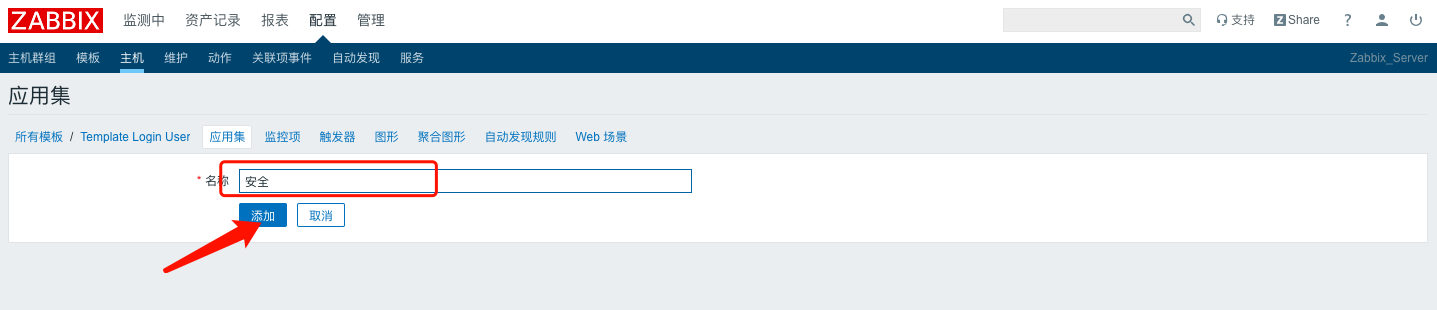 ZABBIX 监测中 资产记录 报表 配置 管理 支持 Z Share ?
主机群组 模板 主机 维护 动作 关联项事件 自动发现 服务 Zabbix_Server
应用集
所有模板 / Template Login User 应用集 监控项 触发器 图形 聚合图形 自动发现规则 Web 场景
* 名称 安全
添加 取消